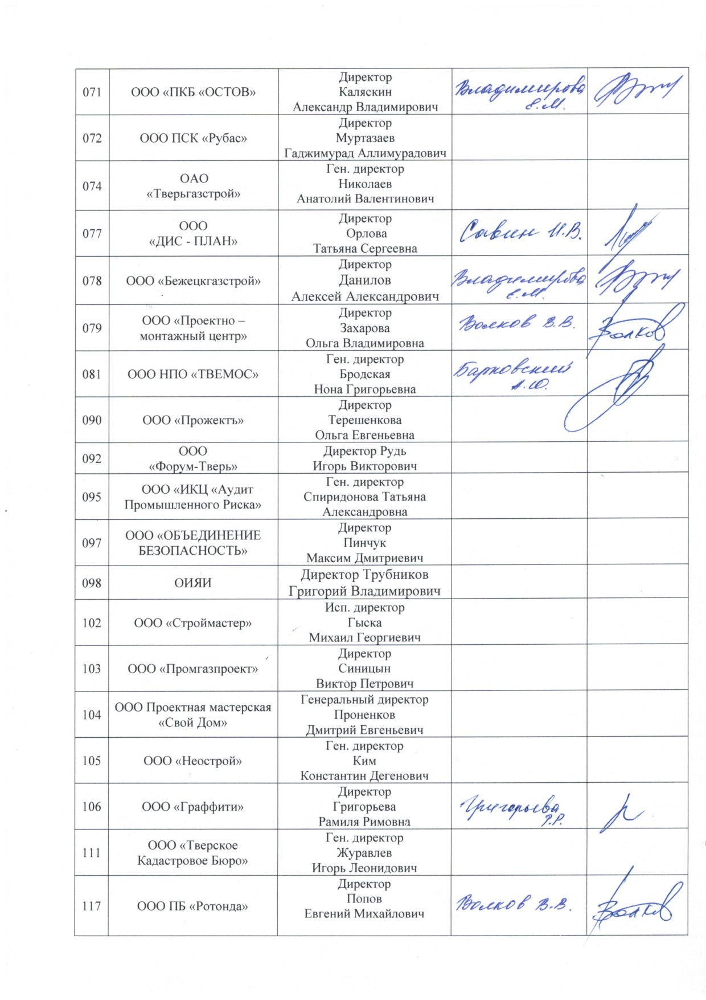 071
ООО «ПКБ «ОСТОВ»
Директор
Каляскин
Александр Владимирович
Владимирова
Е.М.
072
ООО ПСК «Рубас»
Директор
Муртазаев
Гаджимурад Аллимурадович
074
ОАО
«Тверьгазстрой»
Ген. директор
Николаев
Анатолий Валентинович
077
ООО
«ДИС - ПЛАН»
Директор
Орлова
Татьяна Сергеевна
Савин И.В.
078
ООО «Бежецкгазстрой»
Директор
Данилов
Алексей Александрович
Владимирова
Е.М.
079
ООО «Проектно –
монтажный центр»
Директор
Захарова
Ольга Владимировна
Волков В.В.
Волков
081
ООО НПО «ТВЕМОС»
Ген. директор
Бродская
Нона Григорьевна
Барковский
А.Ю.
090
ООО «Прожектъ»
Директор
Терешенкова
Ольга Евгеньевна
092
ООО
«Форум-Тверь»
Директор Рудь
Игорь Викторович
095
ООО «ИКЦ «Аудит
Промышленного Риска»
Ген. директор
Спиридонова Татьяна
Александровна
097
ООО «ОБЪЕДИНЕНИЕ
БЕЗОПАСНОСТЬ»
Директор
Пинчук
Максим Дмитриевич
098
ОИЯИ
Директор Трубников
Григорий Владимирович
102
ООО «Строймастер»
Исп. директор
Гыска
Михаил Георгиевич
103
ООО «Промгазпроект»
Директор
Синицын
Виктор Петрович
104
ООО Проектная мастерская
«Свой Дом»
Генеральный директор
Проненков
Дмитрий Евгеньевич
105
ООО «Неострой»
Ген. директор
Ким
Константин Дегенович
106
ООО «Граффити»
Директор
Григорьева
Рамиля Римовна
Григорьева
Р.Р.
111
ООО «Тверское
Кадастровое Бюро»
Ген. директор
Журавлев
Игорь Леонидович
117
ООО ПБ «Ротонда»
Директор
Попов
Евгений Михайлович
Волков В.В.
Волков